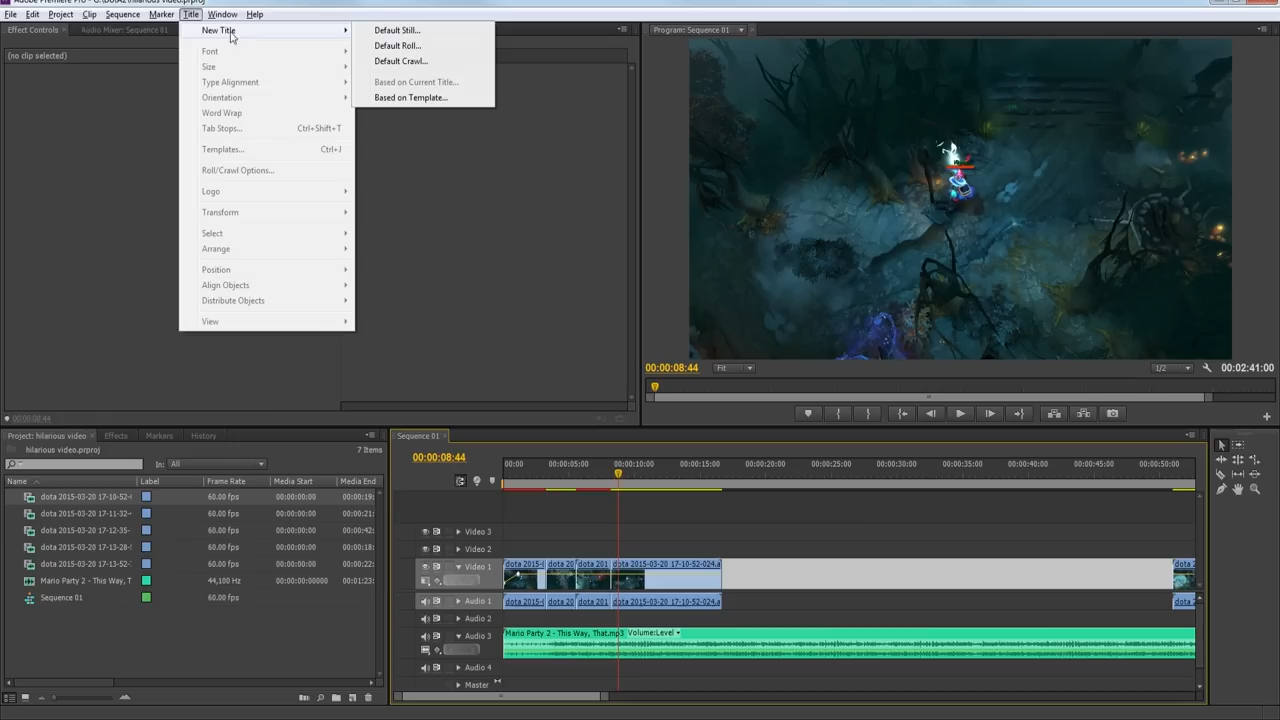 Adobe Premiere Pro - G:\Dota2\hilarious video.prproj
File Edit Project Clip Sequence Marker Title Window Help
Effect Controls
Audio Mixer: Sequence 01
(no clip selected)
New Title
Font
Size
Type Alignment
Orientation
Word Wrap
Tab Stops... Ctrl+Shift+T
Templates... Ctrl+J
Roll/Crawl Options...
Logo
Transform
Select
Arrange
Position
Align Objects
Distribute Objects
View
Default Still...
Default Roll...
Default Crawl...
Based on Current Title...
Based on Template...
Program: Sequence 01
00:00:08:44 Fit 1/2 00:02:41:00
00:00:08:44
Project: hilarious video Effects Markers History
hilarious video.prproj 7 Items
In: All
Name Label Frame Rate Media Start Media End
dota 2015-03-20 17-10-52- 60.00 fps 00:00:00:00 00:00:19:
dota 2015-03-20 17-11-32- 60.00 fps 00:00:00:00 00:00:21:
dota 2015-03-20 17-12-35- 60.00 fps 00:00:00:00 00:00:42:
dota 2015-03-20 17-13-28- 60.00 fps 00:00:00:00 00:00:17:
dota 2015-03-20 17-13-52- 60.00 fps 00:00:00:00 00:00:22:
Mario Party 2 - This Way, T 44,100 Hz 00:00:00:00000 00:01:23:
Sequence 01 60.00 fps
Sequence 01
00:00:08:44
00:00 00:00:05:00 00:00:10:00 00:00:15:00 00:00:20:00 00:00:25:00 00:00:30:00 00:00:35:00 00:00:40:00 00:00:45:00 00:00:50:00
Video 3
Video 2
Video 1
dota 2015-( dota 20 dota 201 dota 2015-03-20 17-10-52-024.a dota 2
Audio 1
dota 2015-( dota 20 dota 201 dota 2015-03-20 17-10-52-024.a dota 2
Audio 2
Audio 3
Mario Party 2 - This Way, That.mp3 Volume:Level
Audio 4
Master